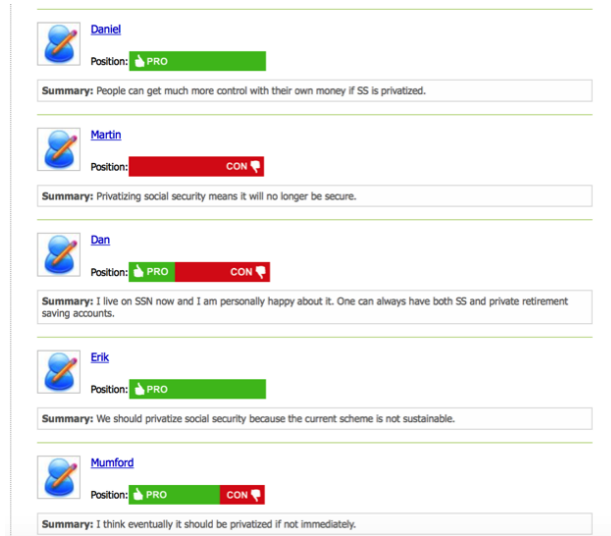 Daniel
Position: PRO
Summary: People can get much more control with their own money if SS is privatized.
Martin
Position: CON
Summary: Privatizing social security means it will no longer be secure.
Dan
Position: PRO CON
Summary: I live on SSN now and I am personally happy about it. One can always have both SS and private retirement
saving accounts.
Erik
Position: PRO
Summary: We should privatize social security because the current scheme is not sustainable.
Mumford
Position: PRO CON
Summary: I think eventually it should be privatized if not immediately.